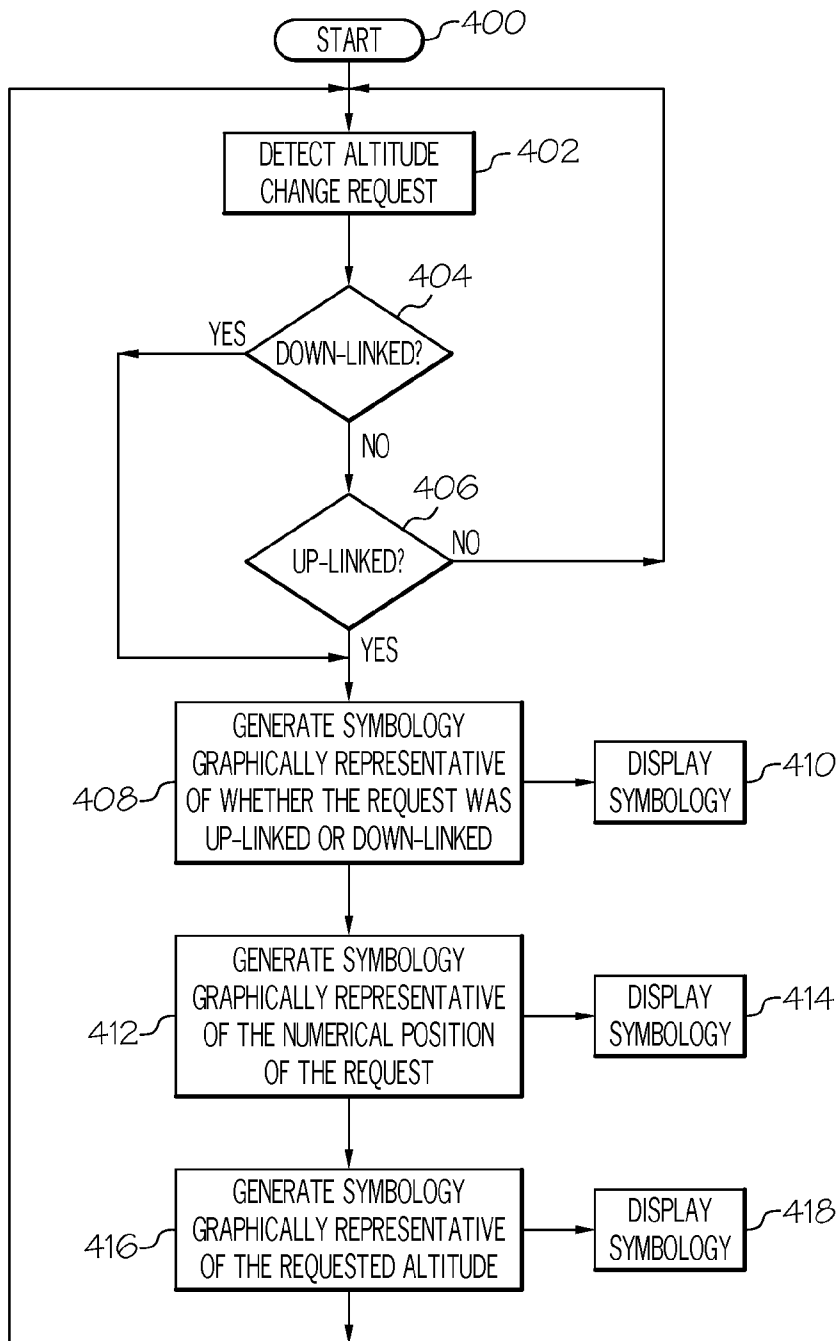 START
400
DETECT ALTITUDE
CHANGE REQUEST
402
404
YES
DOWN-LINKED?
NO
406
UP-LINKED?
NO
YES
GENERATE SYMBOLOGY
GRAPHICALLY REPRESENTATIVE
OF WHETHER THE REQUEST WAS
UP-LINKED OR DOWN-LINKED
408
DISPLAY
SYMBOLOGY
410
GENERATE SYMBOLOGY
GRAPHICALLY REPRESENTATIVE
OF THE NUMERICAL POSITION
OF THE REQUEST
412
DISPLAY
SYMBOLOGY
414
GENERATE SYMBOLOGY
GRAPHICALLY REPRESENTATIVE
OF THE REQUESTED ALTITUDE
416
DISPLAY
SYMBOLOGY
418